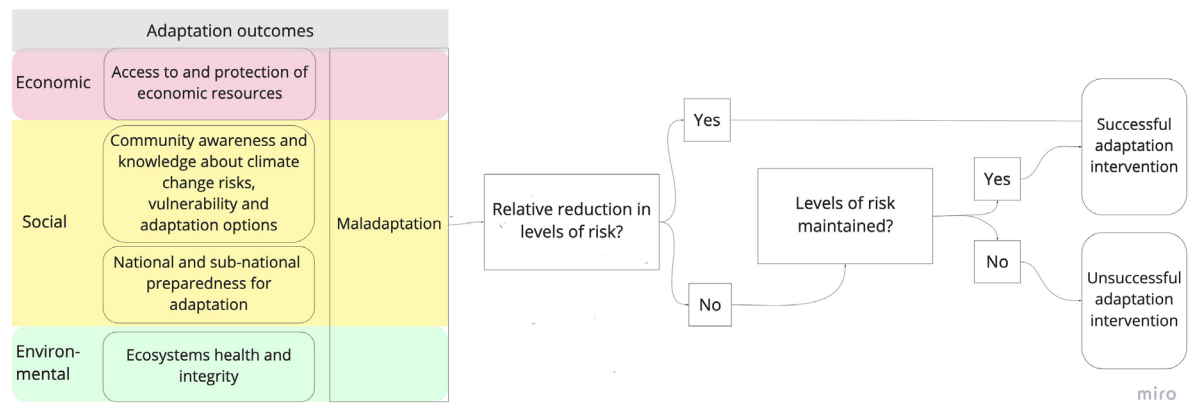 Adaptation outcomes
Economic
Access to and protection of
economic resources
Social
Community awareness and
knowledge about climate
change risks,
vulnerability and
adaptation options
National and sub-national
preparedness for
adaptation
Environ-
mental
Ecosystems health and
integrity
Maladaptation
Relative reduction in
levels of risk?
Yes
No
Levels of risk
maintained?
Yes
No
Successful
adaptation
intervention
Unsuccessful
adaptation
intervention
miro